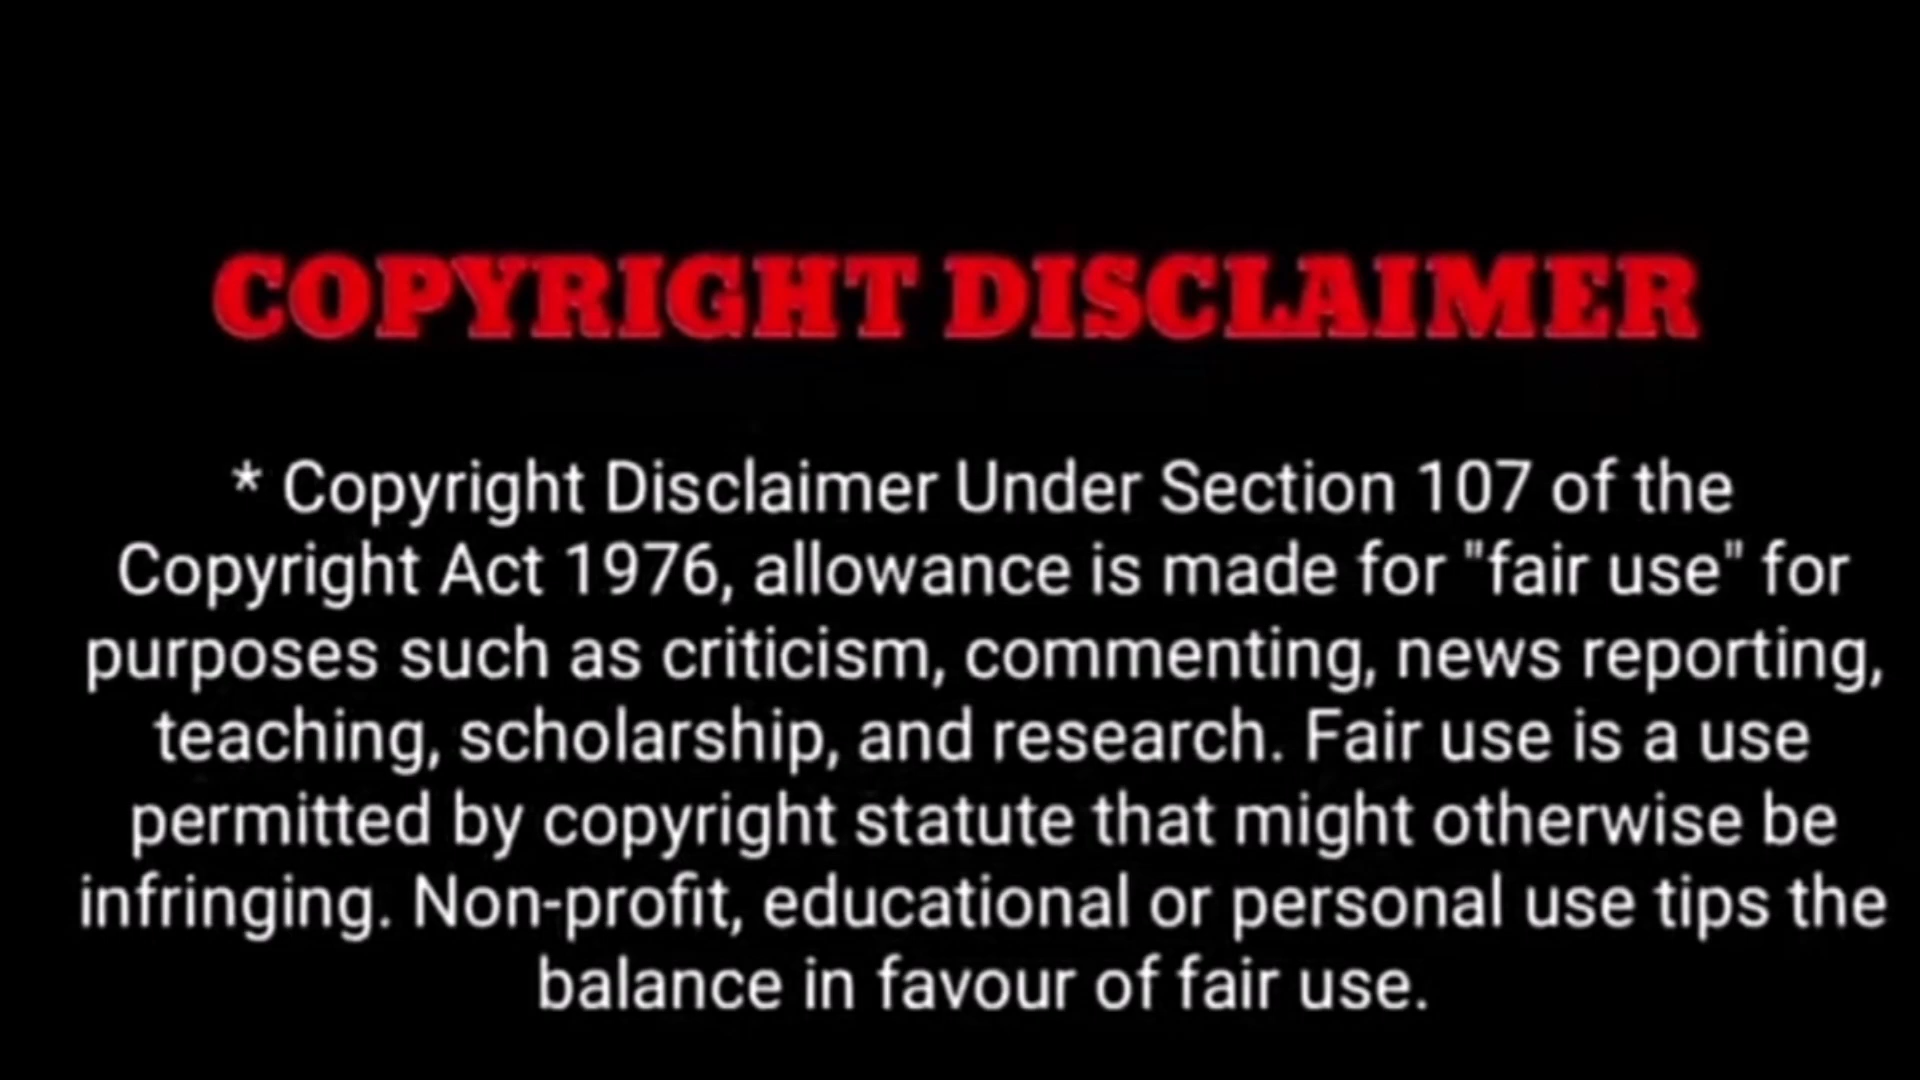 COPYRIGHT DISCLAIMER
* Copyright Disclaimer Under Section 107 of the
Copyright Act 1976, allowance is made for "fair use" for
purposes such as criticism, commenting, news reporting,
teaching, scholarship, and research. Fair use is a use
permitted by copyright statute that might otherwise be
infringing. Non-profit, educational or personal use tips the
balance in favour of fair use.